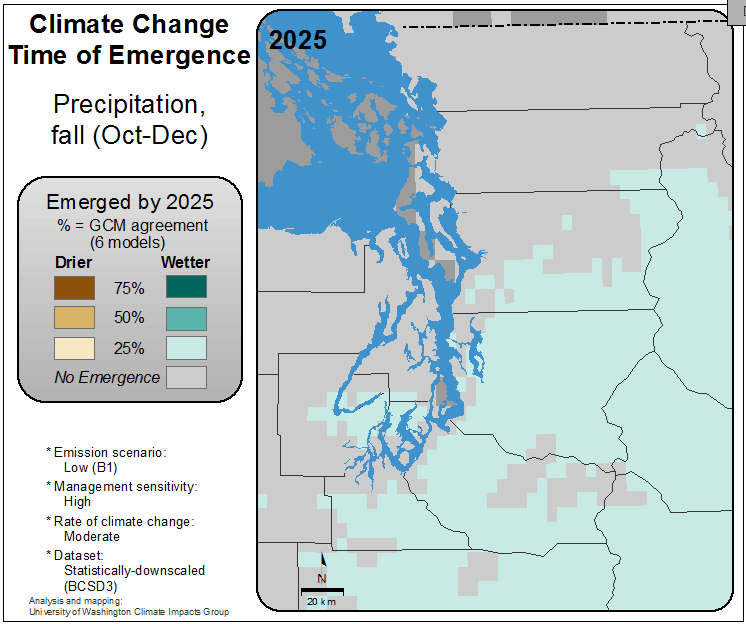 Climate Change
Time of Emergence
Precipitation,
fall (Oct-Dec)
Emerged by 2025
% = GCM agreement
(6 models)
Drier Wetter
75%
50%
25%
No Emergence
* Emission scenario:
Low (B1)
* Management sensitivity:
High
* Rate of climate change:
Moderate
* Dataset:
Statistically-downscaled
(BCSD3)
Analysis and mapping:
University of Washington Climate Impacts Group
2025
N
20 km